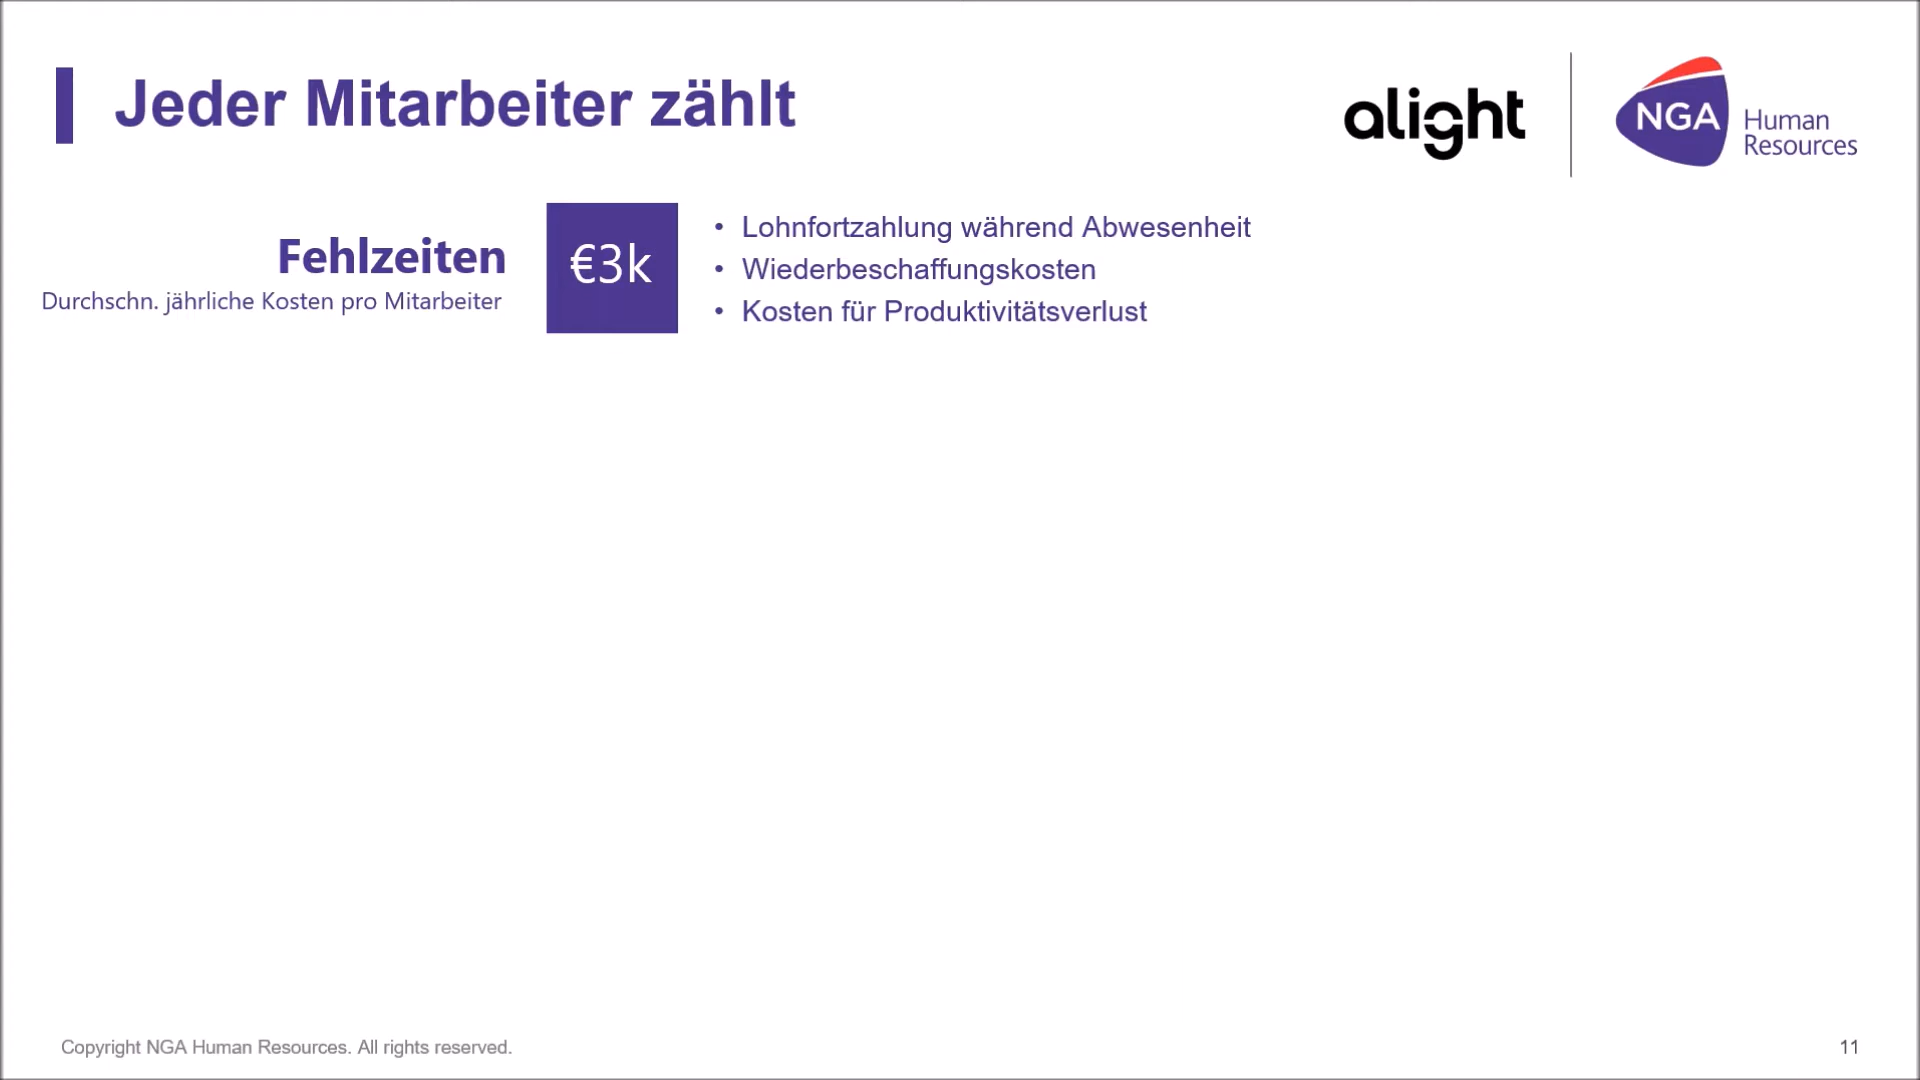 Jeder Mitarbeiter zählt
alight
NGA Human
Resources
Fehlzeiten
Durchschn. jährliche Kosten pro Mitarbeiter
€3k
• Lohnfortzahlung während Abwesenheit
• Wiederbeschaffungskosten
• Kosten für Produktivitätsverlust
Copyright NGA Human Resources. All rights reserved.
11